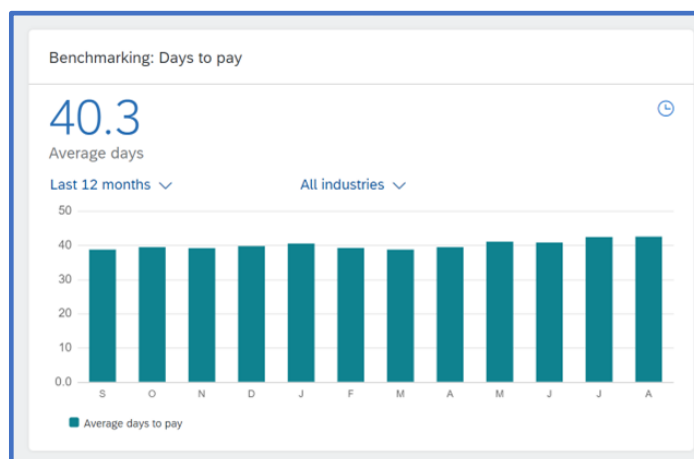 Benchmarking: Days to pay
40.3
Average days
Last 12 months All industries
50
40
30
20
10
0.0
S O N D J F M A M J J A
Average days to pay